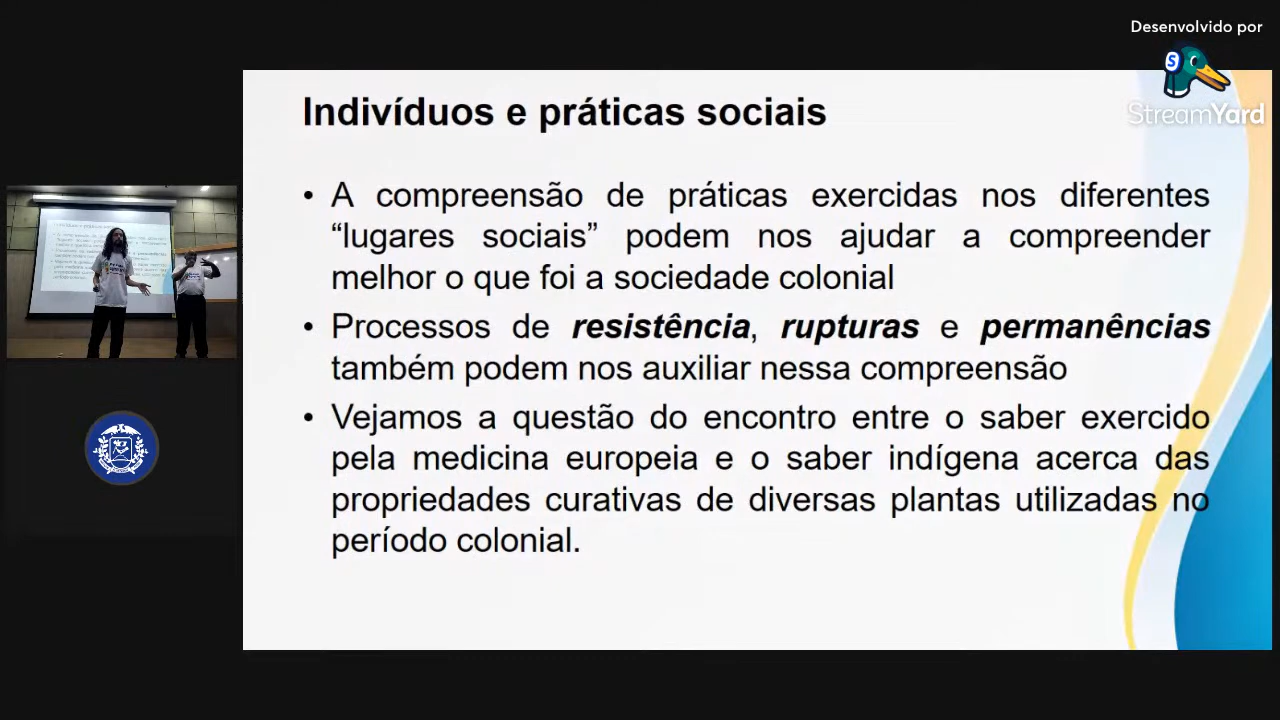 Desenvolvido por
StreamYard
Indivíduos e práticas sociais
• A compreensão de práticas exercidas nos diferentes
“lugares sociais” podem nos ajudar a compreender
melhor o que foi a sociedade colonial
• Processos de resistência, rupturas e permanências
também podem nos auxiliar nessa compreensão
• Vejamos a questão do encontro entre o saber exercido
pela medicina europeia e o saber indígena acerca das
propriedades curativas de diversas plantas utilizadas no
período colonial.